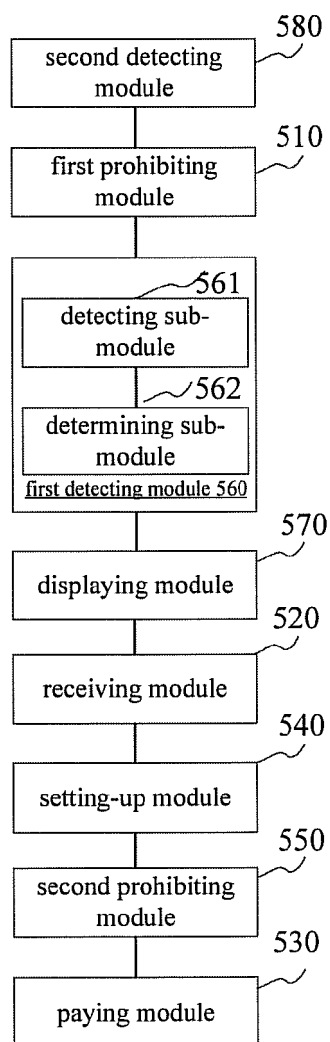 580
second detecting
module
510
first prohibiting
module
561
detecting sub-
module
562
determining sub-
module
first detecting module 560
570
displaying module
520
receiving module
540
setting-up module
550
second prohibiting
module
530
paying module